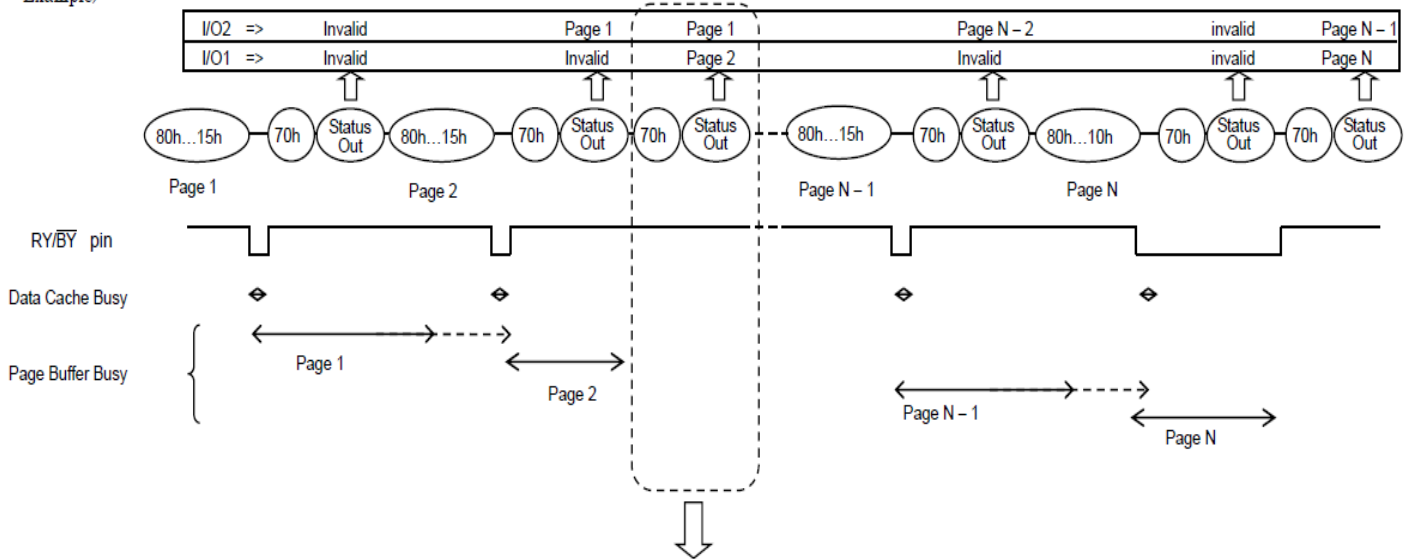 Example)
I/O2 => Invalid Page 1 Page 1 Page N – 2 invalid Page N – 1
I/O1 => Invalid Invalid Page 2 Invalid invalid Page N
80h...15h 70h Status Out 80h...15h 70h Status Out 70h Status Out 80h...15h 70h Status Out 80h...10h 70h Status Out 70h Status Out
Page 1 Page 2 Page N – 1 Page N
RY/BY pin
Data Cache Busy
Page 1
Page Buffer Busy
Page 2
Page N – 1
Page N